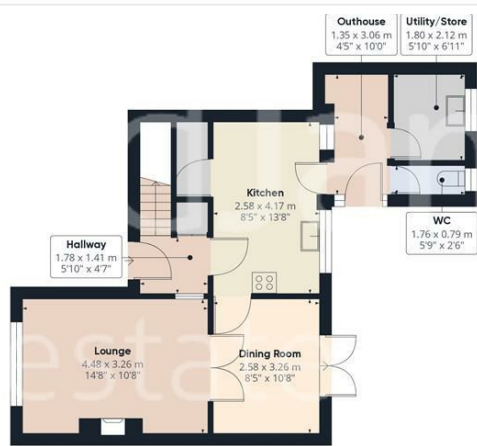 Outhouse
1.35 x 3.06 m
4'5" x 10'0"
Utility/Store
1.80 x 2.12 m
5'10" x 6'11"
Kitchen
2.58 x 4.17 m
8'5" x 13'8"
WC
1.76 x 0.79 m
5'9" x 2'6"
Hallway
1.78 x 1.41 m
5'10" x 4'7"
Lounge
4.48 x 3.26 m
14'8" x 10'8"
Dining Room
2.58 x 3.26 m
8'5" x 10'8"